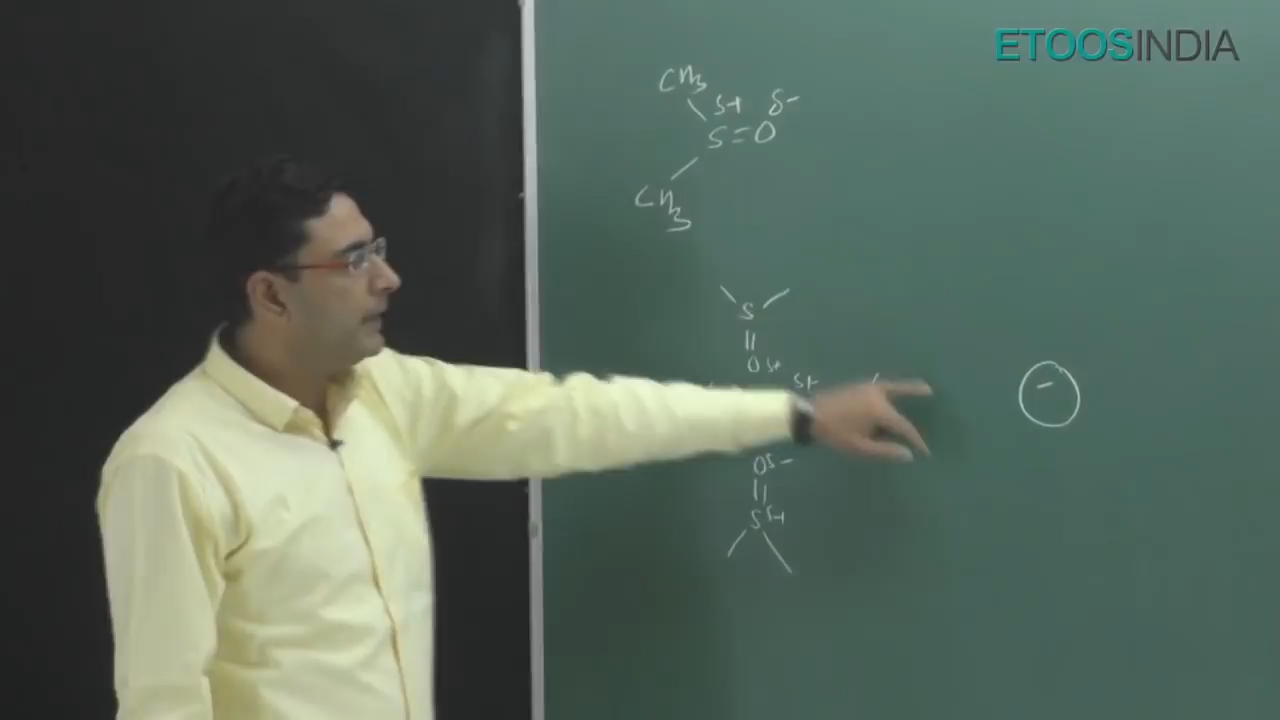 ETOOSINDIA
CH3
δ+ δ-
S=O
CH3
S
||
O δ+
δ+
-
O δ-
||
S δ+